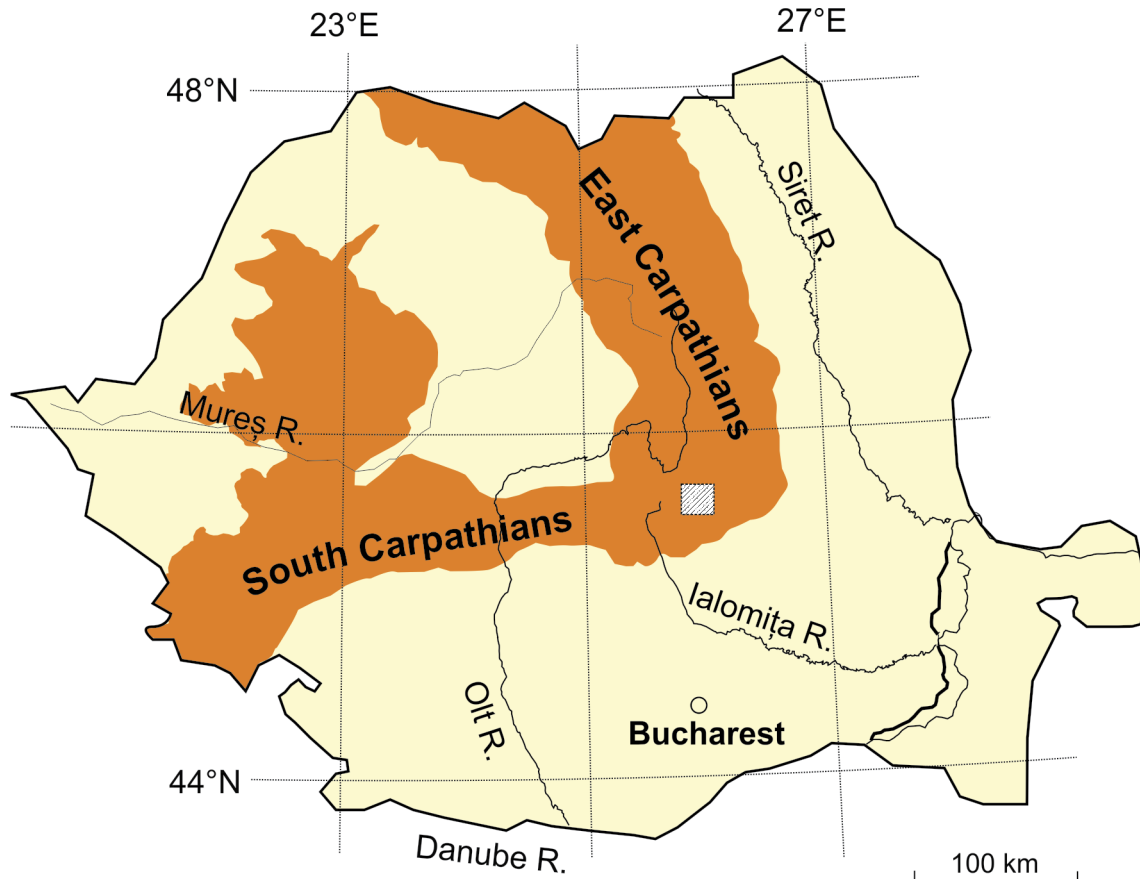 23°E
27°E
48°N
East Carpathians
Siret R.
Mureș R.
South Carpathians
Ialomița R.
Olt R.
Bucharest
44°N
Danube R.
100 km